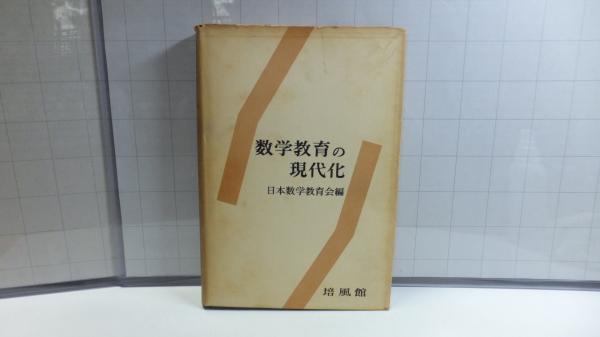 数学教育の
現代化
日本数学教育会編
培風館